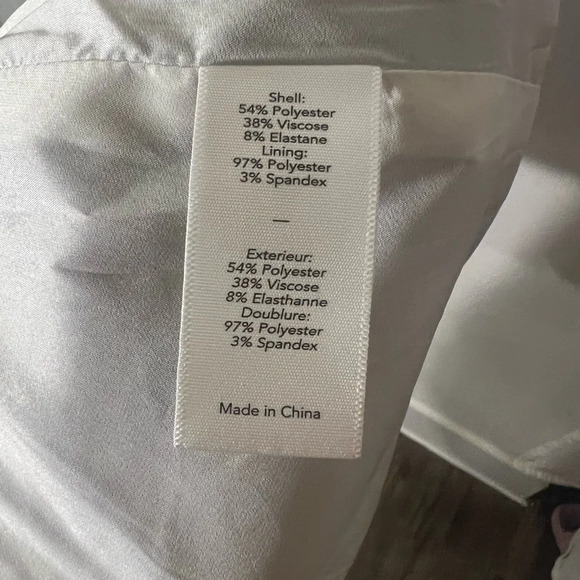 Shell:
54% Polyester
38% Viscose
8% Elastane
Lining:
97% Polyester
3% Spandex
—
Exterieur:
54% Polyester
38% Viscose
8% Elasthanne
Doublure:
97% Polyester
3% Spandex
Made in China